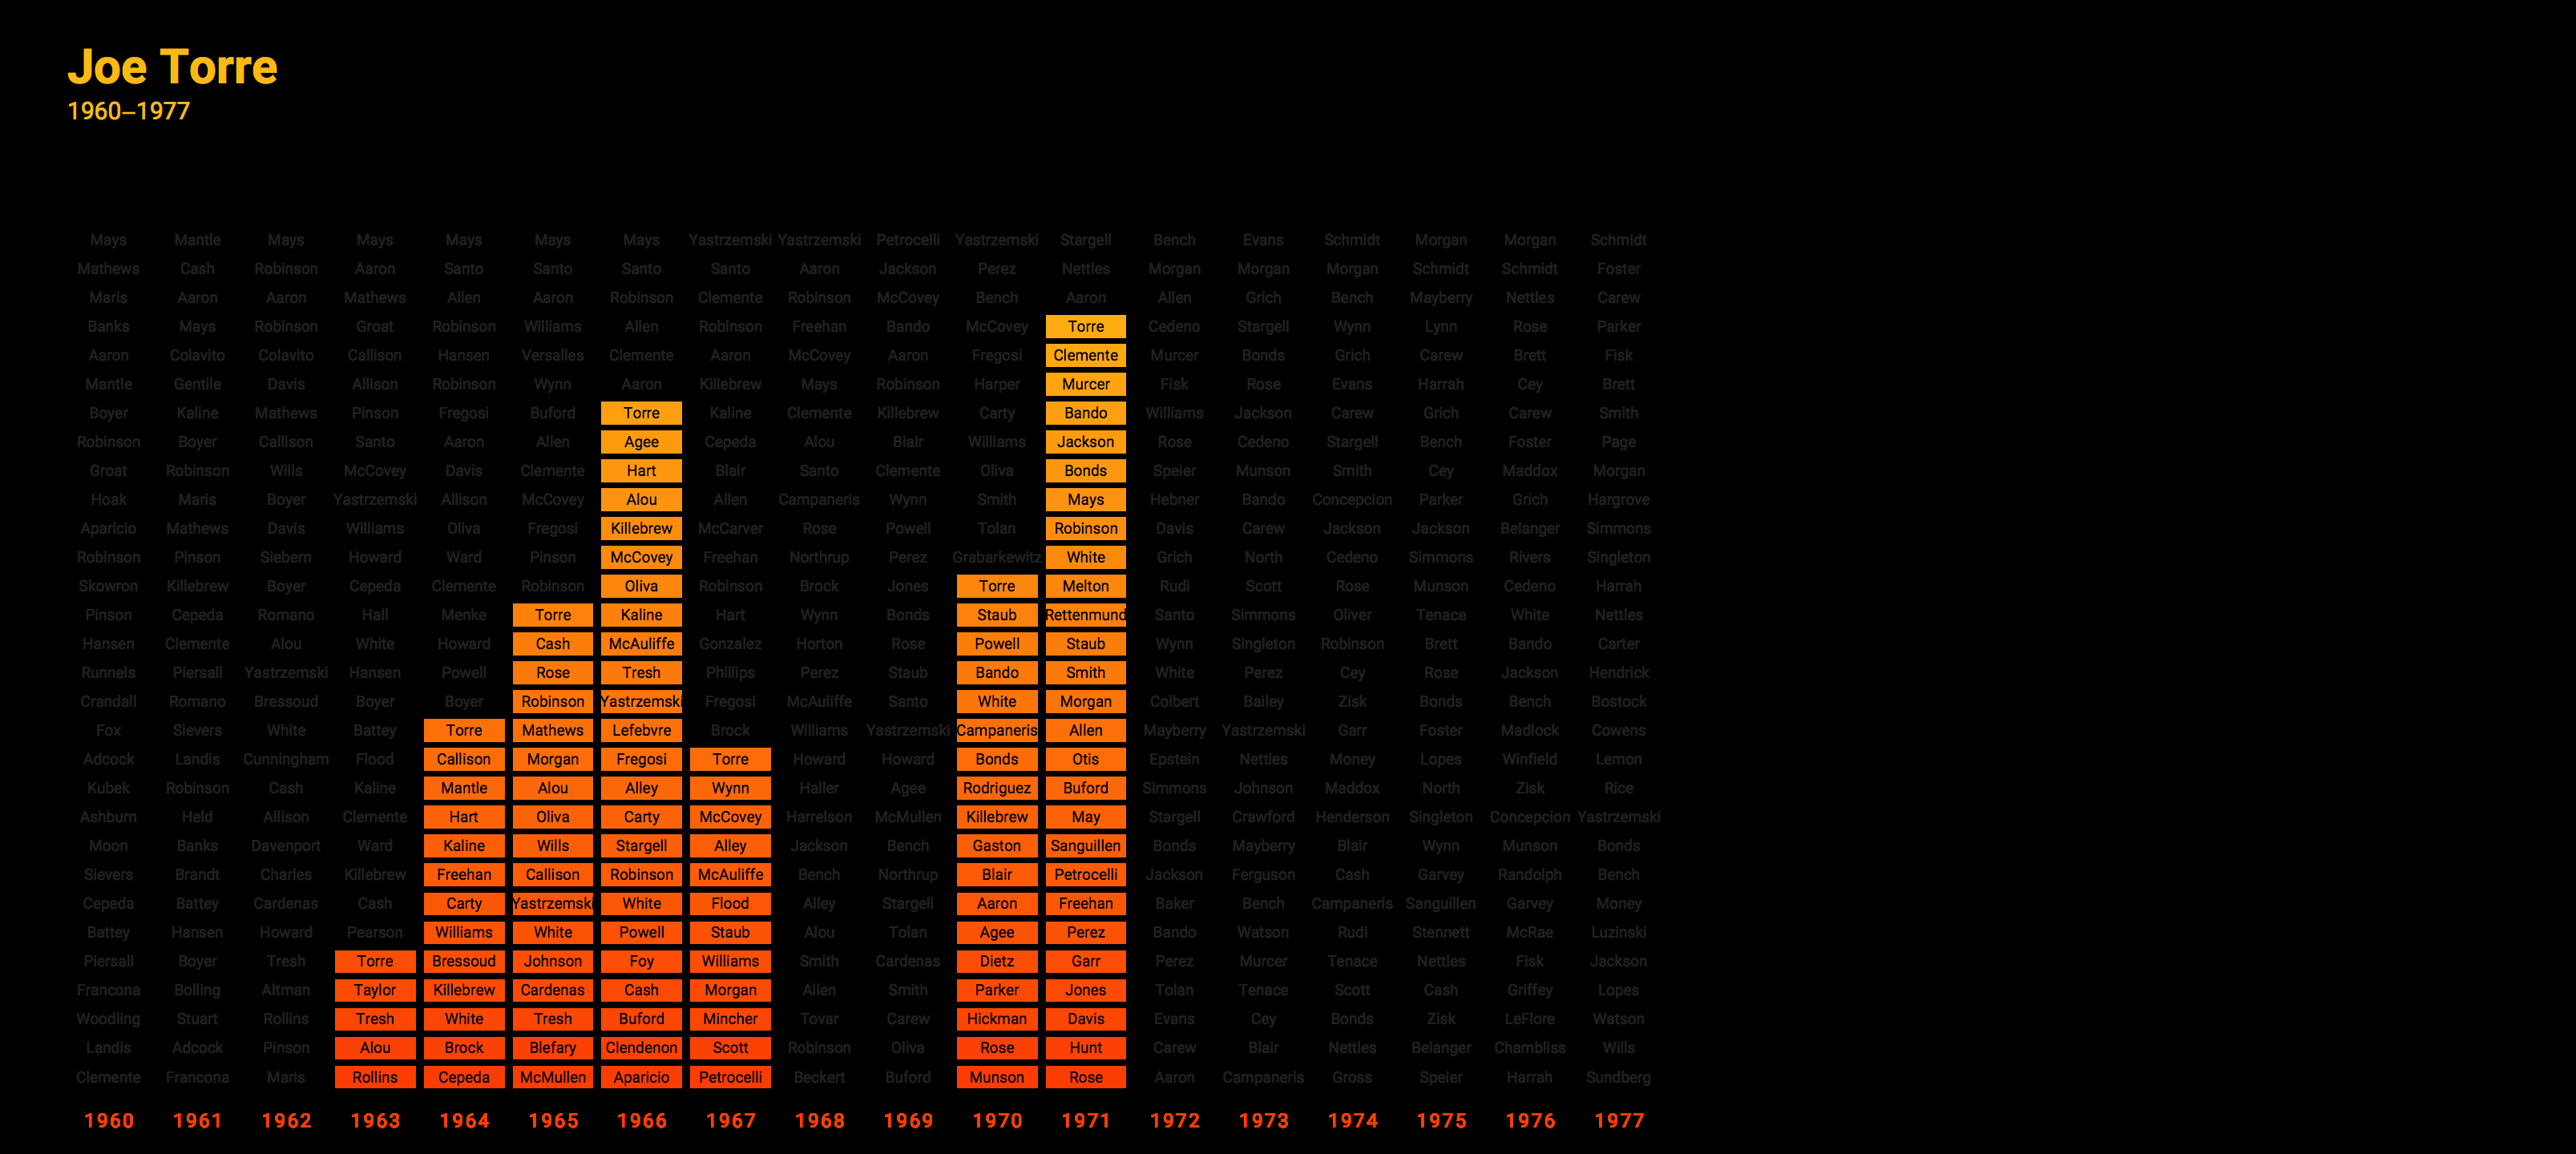 Joe Torre
1960–1977
Mays Mantle Mays Mays Mays Mays Mays Yastrzemski Yastrzemski Petrocelli Yastrzemski Stargell Bench Evans Schmidt Morgan Morgan Schmidt
Mathews Cash Robinson Aaron Santo Santo Santo Santo Aaron Jackson Perez Nettles Morgan Morgan Morgan Schmidt Schmidt Foster
Maris Aaron Aaron Mathews Allen Aaron Robinson Clemente Robinson McCovey Bench Aaron Allen Grich Bench Mayberry Nettles Carew
Banks Mays Robinson Groat Robinson Williams Allen Robinson Freehan Bando McCovey Torre Cedeno Stargell Wynn Lynn Rose Parker
Aaron Colavito Colavito Callison Hansen Versalles Clemente Aaron McCovey Aaron Fregosi Clemente Murcer Bonds Grich Carew Brett Fisk
Mantle Gentile Davis Allison Robinson Wynn Aaron Killebrew Mays Robinson Harper Murcer Fisk Rose Evans Harrah Cey Brett
Boyer Kaline Mathews Pinson Fregosi Buford Torre Kaline Clemente Killebrew Carty Bando Williams Jackson Carew Grich Carew Smith
Robinson Boyer Callison Santo Aaron Allen Agee Cepeda Alou Blair Williams Jackson Rose Cedeno Stargell Bench Foster Page
Groat Robinson Wills McCovey Davis Clemente Hart Blair Santo Clemente Oliva Bonds Speier Munson Smith Cey Maddox Morgan
Hoak Maris Boyer Yastrzemski Allison McCovey Alou Allen Campaneris Wynn Smith Mays Hebner Bando Concepcion Parker Grich Hargrove
Aparicio Mathews Davis Williams Oliva Fregosi Killebrew McCarver Rose Powell Tolan Robinson Davis Carew Jackson Jackson Belanger Simmons
Robinson Pinson Siebern Howard Ward Pinson McCovey Freehan Northrup Perez Grabarkewitz White Grich North Cedeno Simmons Rivers Singleton
Skowron Killebrew Boyer Cepeda Clemente Robinson Oliva Robinson Brock Jones Torre Melton Rudi Scott Rose Munson Cedeno Harrah
Pinson Cepeda Romano Hall Menke Torre Kaline Hart Wynn Bonds Staub Rettenmund Santo Simmons Oliver Tenace White Nettles
Hansen Clemente Alou White Howard Cash McAuliffe Gonzalez Horton Rose Powell Staub Wynn Singleton Robinson Brett Bando Carter
Runnels Piersall Yastrzemski Hansen Powell Rose Tresh Phillips Perez Staub Bando Smith White Perez Cey Rose Jackson Hendrick
Crandall Romano Bressoud Boyer Boyer Robinson Yastrzemski Fregosi McAuliffe Santo White Morgan Colbert Bailey Zisk Bonds Bench Bostock
Fox Sievers White Battey Torre Mathews Lefebvre Brock Williams Yastrzemski Campaneris Allen Mayberry Yastrzemski Garr Foster Madlock Cowens
Adcock Landis Cunningham Flood Callison Morgan Fregosi Torre Howard Howard Bonds Otis Epstein Nettles Money Lopes Winfield Lemon
Kubek Robinson Cash Kaline Mantle Alou Alley Wynn Haller Agee Rodriguez Buford Simmons Johnson Maddox North Zisk Rice
Ashburn Held Allison Clemente Hart Oliva Carty McCovey Harrelson McMullen Killebrew May Stargell Crawford Henderson Singleton Concepcion Yastrzemski
Moon Banks Davenport Ward Kaline Wills Stargell Alley Jackson Bench Gaston Sanguillen Bonds Mayberry Blair Wynn Munson Bonds
Sievers Brandt Charles Killebrew Freehan Callison Robinson McAuliffe Bench Northrup Blair Petrocelli Jackson Ferguson Cash Garvey Randolph Bench
Cepeda Battey Cardenas Cash Carty Yastrzemski White Flood Alley Stargell Aaron Freehan Baker Bench Campaneris Sanguillen Garvey Money
Battey Hansen Howard Pearson Williams White Powell Staub Alou Tolan Agee Perez Bando Watson Rudi Stennett McRae Luzinski
Piersall Boyer Tresh Torre Bressoud Johnson Foy Williams Smith Cardenas Dietz Garr Perez Murcer Tenace Nettles Fisk Jackson
Francona Bolling Altman Taylor Killebrew Cardenas Cash Morgan Allen Smith Parker Jones Tolan Tenace Scott Cash Griffey Lopes
Woodling Stuart Rollins Tresh White Tresh Buford Mincher Tovar Carew Hickman Davis Evans Cey Bonds Zisk LeFlore Watson
Landis Adcock Pinson Alou Brock Blefary Clendenon Scott Robinson Oliva Rose Hunt Carew Blair Nettles Belanger Chambliss Wills
Clemente Francona Maris Rollins Cepeda McMullen Aparicio Petrocelli Beckert Buford Munson Rose Aaron Campaneris Gross Speier Harrah Sundberg
1960 1961 1962 1963 1964 1965 1966 1967 1968 1969 1970 1971 1972 1973 1974 1975 1976 1977